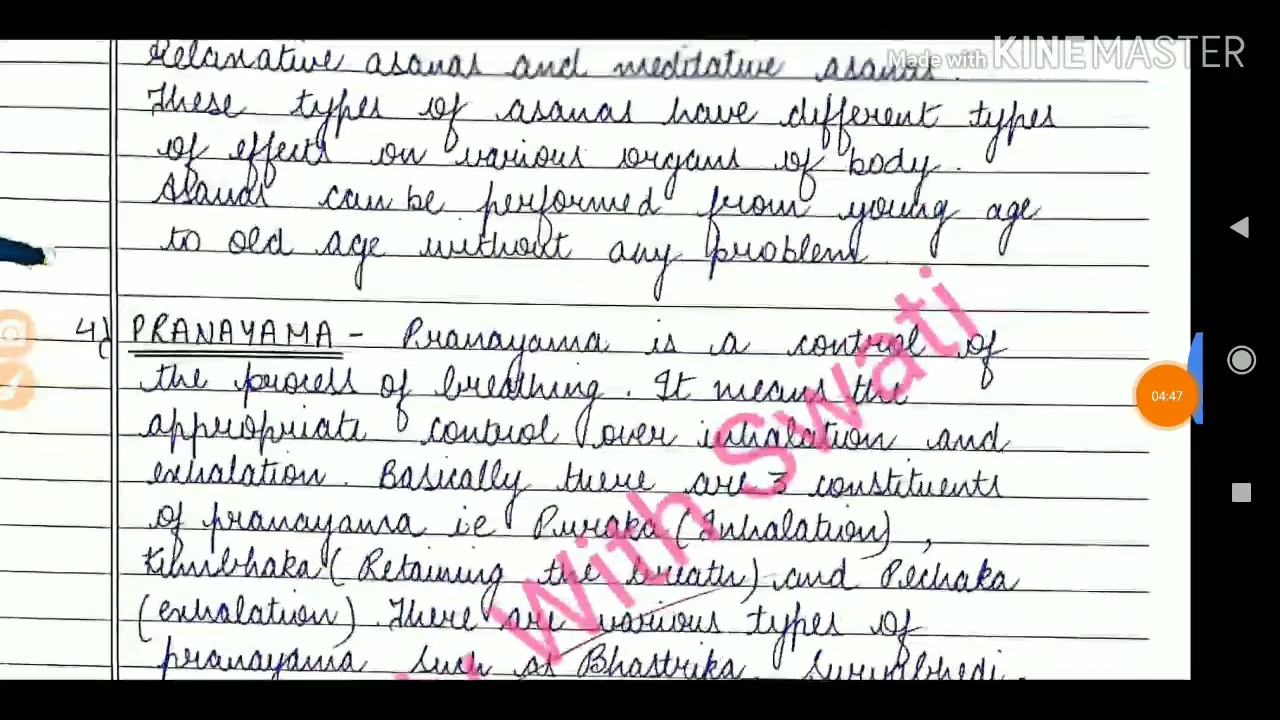 Made with KINEMASTER
Relaxative asanas and meditative asanas.
These types of asanas have different types
of effects on various organs of body.
Asanas can be performed from young age
to old age without any problem.
4) PRANAYAMA - Pranayama is a control of
the process of breathing. It means the
appropriate control over inhalation and
exhalation. Basically there are 3 constituents
of pranayama ie Puraka (Inhalation),
Kumbhaka (Retaining the breath) and Rechaka
(exhalation). There are various types of
pranayama such as Bhastrika,
With Swati
04:47